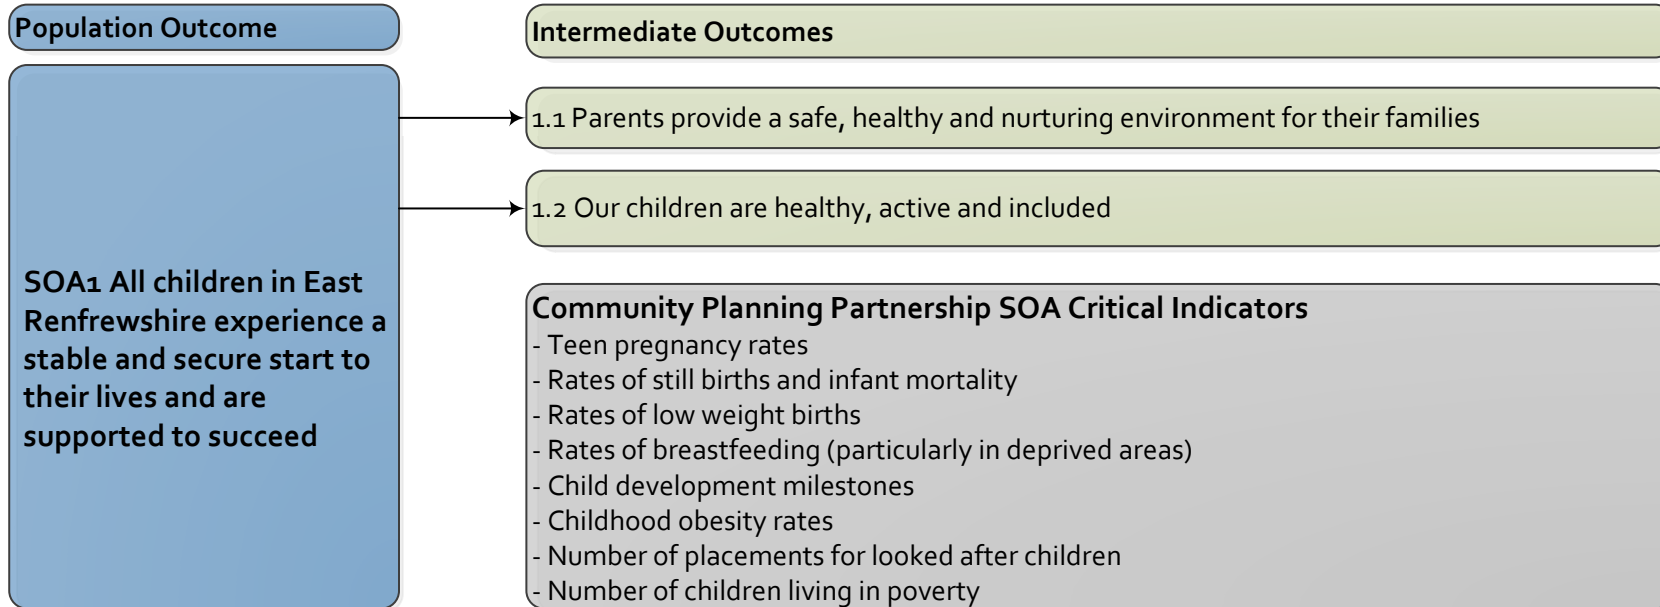 Population Outcome
Intermediate Outcomes
SOA1 All children in East
Renfrewshire experience a
stable and secure start to
their lives and are
supported to succeed
1.1 Parents provide a safe, healthy and nurturing environment for their families
1.2 Our children are healthy, active and included
Community Planning Partnership SOA Critical Indicators
- Teen pregnancy rates
- Rates of still births and infant mortality
- Rates of low weight births
- Rates of breastfeeding (particularly in deprived areas)
- Child development milestones
- Childhood obesity rates
- Number of placements for looked after children
- Number of children living in poverty